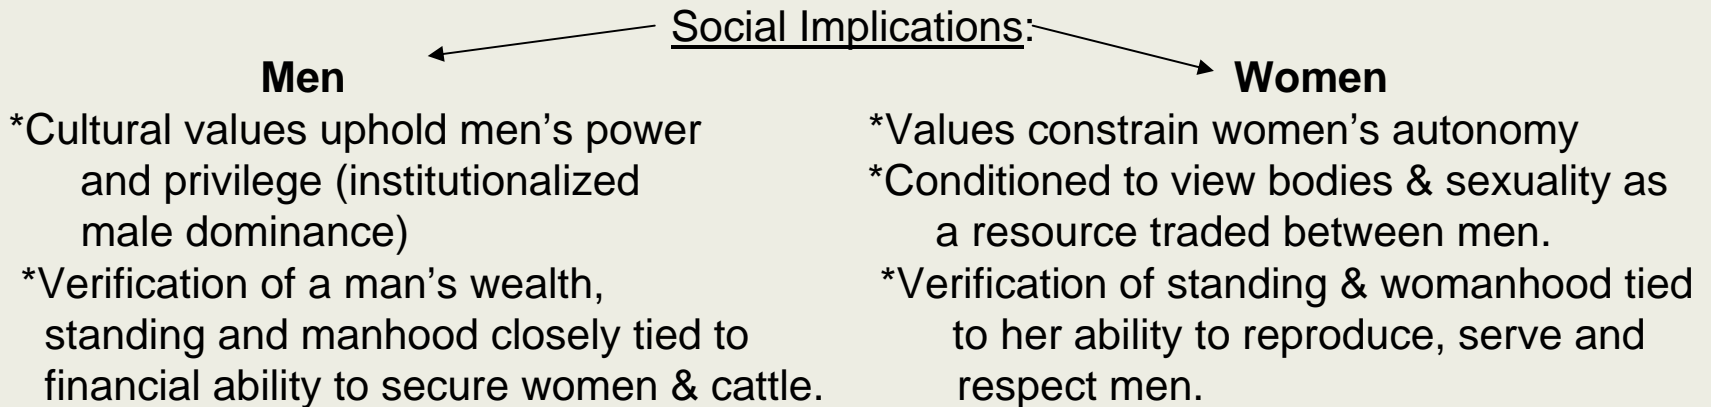 Social Implications:
Men
*Cultural values uphold men’s power
and privilege (institutionalized
male dominance)
*Verification of a man’s wealth,
standing and manhood closely tied to
financial ability to secure women & cattle.
Women
*Values constrain women’s autonomy
*Conditioned to view bodies & sexuality as
a resource traded between men.
*Verification of standing & womanhood tied
to her ability to reproduce, serve and
respect men.